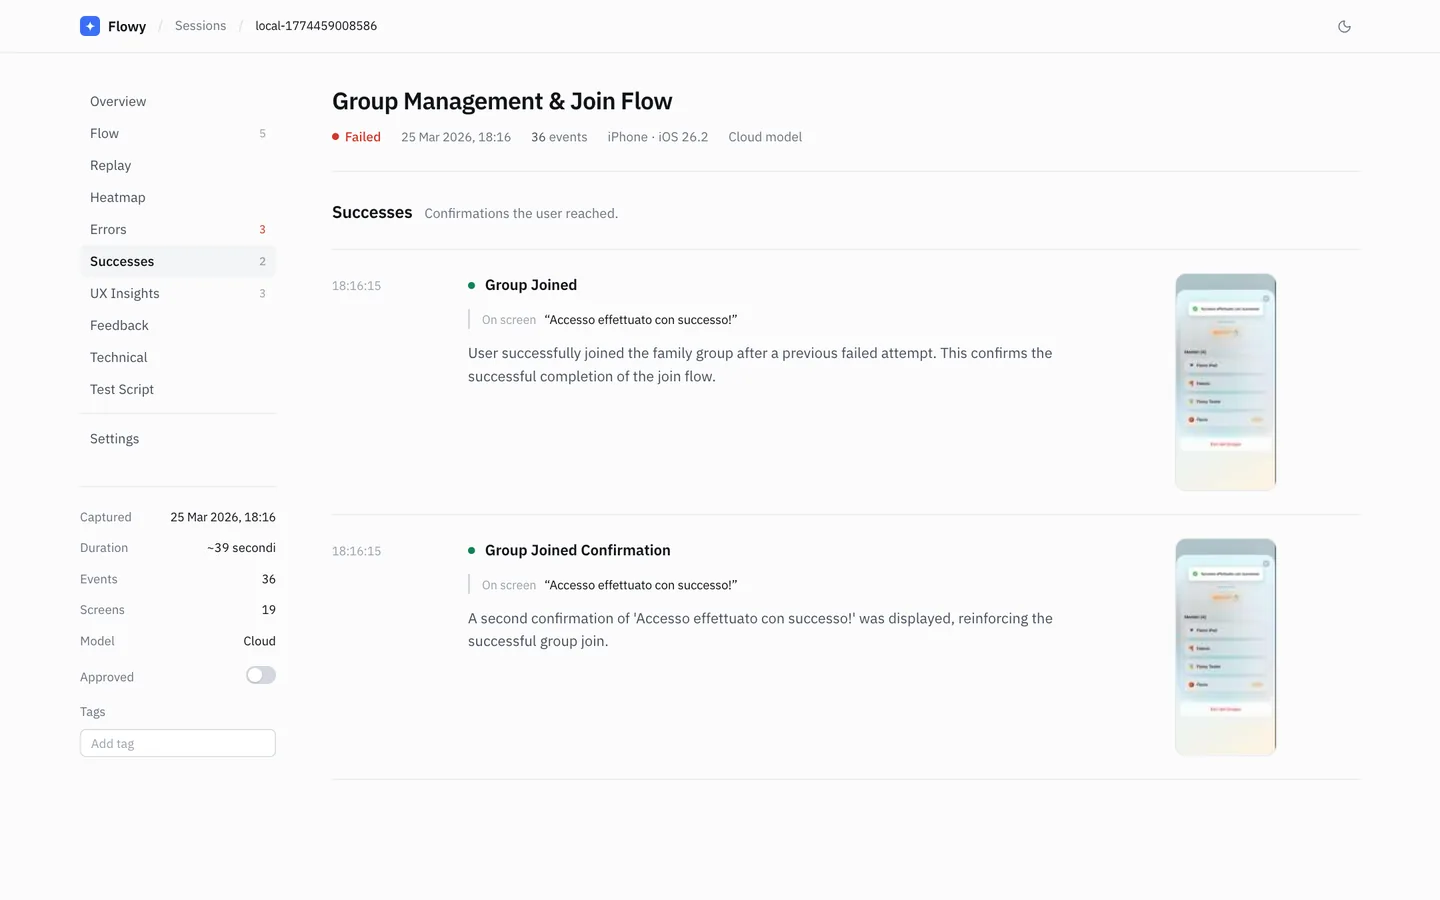 Flowy / Sessions / local-1774459008586
Overview
Flow 5
Replay
Heatmap
Errors 3
Successes 2
UX Insights 3
Feedback
Technical
Test Script
Settings
Captured 25 Mar 2026, 18:16
Duration ~39 secondi
Events 36
Screens 19
Model Cloud
Approved
Tags
Add tag
Group Management & Join Flow
Failed 25 Mar 2026, 18:16 36 events iPhone · iOS 26.2 Cloud model
Successes Confirmations the user reached.
18:16:15
Group Joined
On screen “Accesso effettuato con successo!”
User successfully joined the family group after a previous failed attempt. This confirms the
successful completion of the join flow.
18:16:15
Group Joined Confirmation
On screen “Accesso effettuato con successo!”
A second confirmation of 'Accesso effettuato con successo!' was displayed, reinforcing the
successful group join.